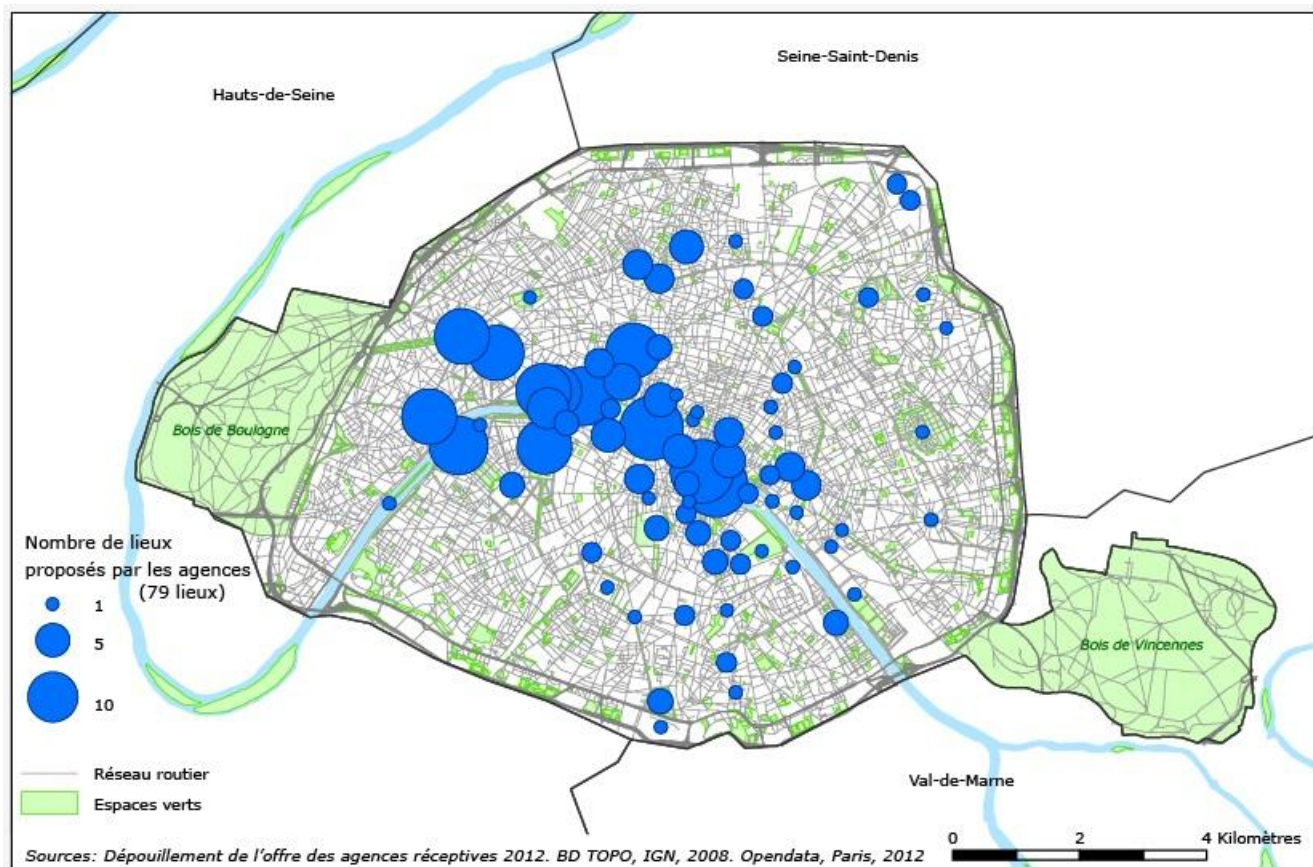 Seine-Saint-Denis
Hauts-de-Seine
Bois de Boulogne
Nombre de lieux
proposés par les agences
(79 lieux)
1
5
10
Bois de Vincennes
Réseau routier
Espaces verts
Val-de-Marne
0 2 4 Kilomètres
Sources: Dépouillement de l'offre des agences réceptives 2012. BD TOPO, IGN, 2008. Opendata, Paris, 2012